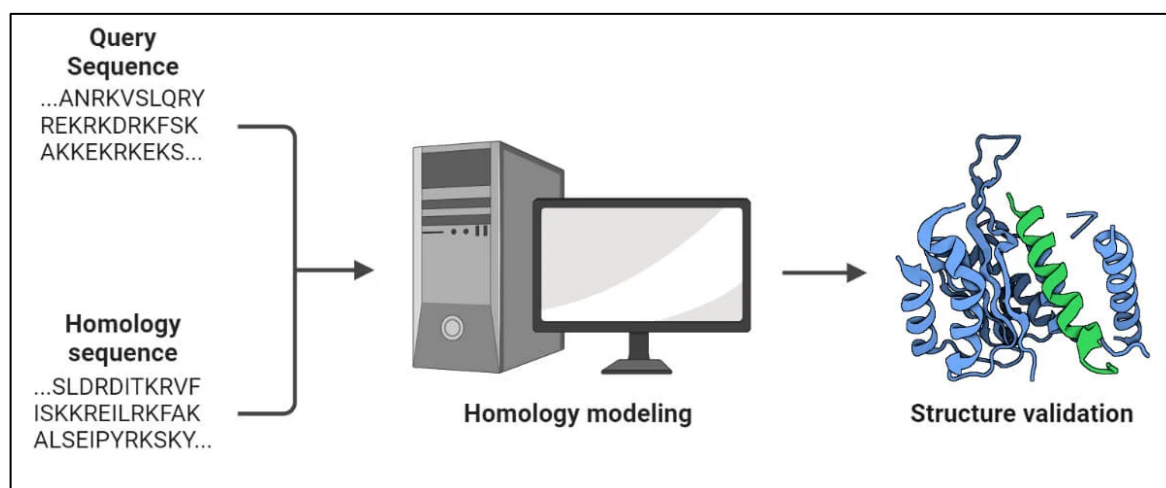 Query
Sequence
...ANRKVSLQRY
REKRKDRKFSK
AKKEKRKEKS...
Homology
sequence
...SLDRDITKRVF
ISKKREILRKFAK
ALSEIPYRKSKY...
Homology modeling
Structure validation